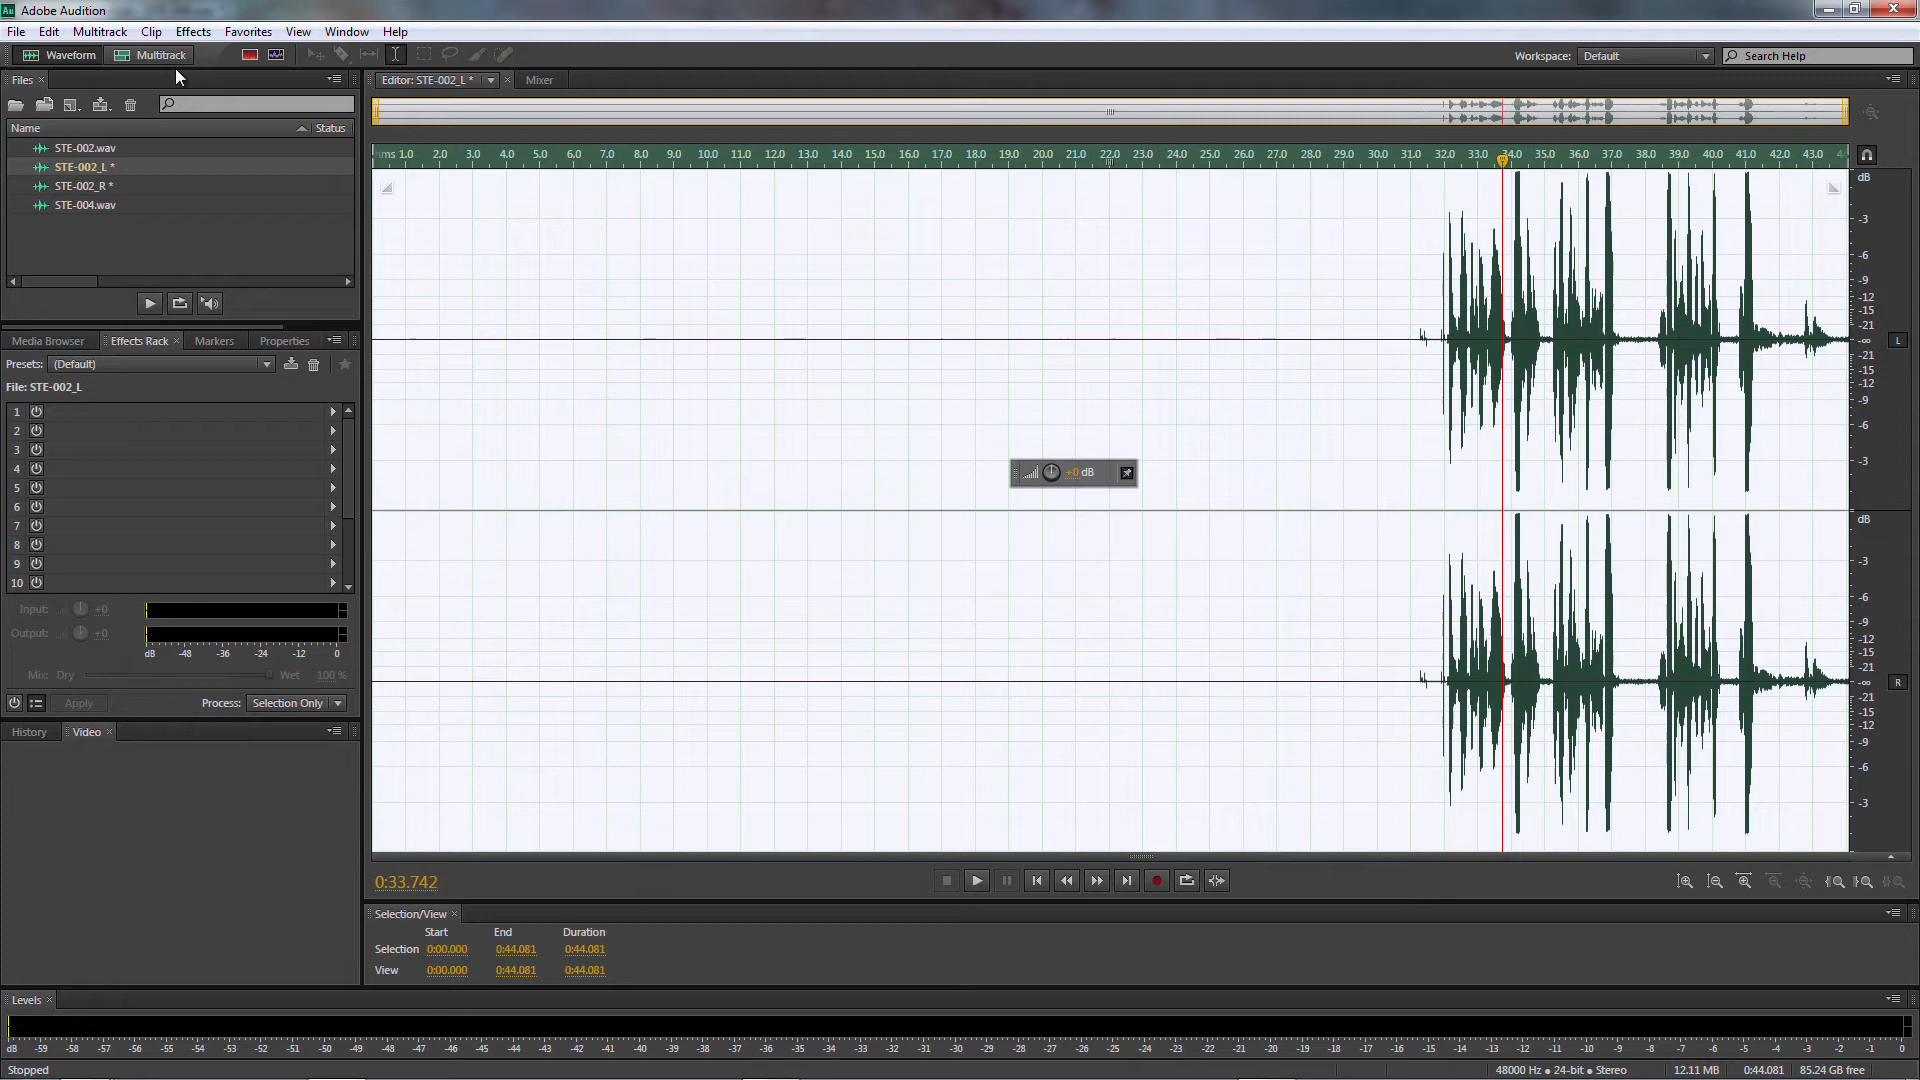 Au Adobe Audition
File Edit Multitrack Clip Effects Favorites View Window Help
Waveform Multitrack Workspace: Default Search Help
Files × Editor: STE-002_L * × Mixer
Name Status
STE-002.wav
STE-002_L *
STE-002_R *
STE-004.wav
hms 1.0 2.0 3.0 4.0 5.0 6.0 7.0 8.0 9.0 10.0 11.0 12.0 13.0 14.0 15.0 16.0 17.0 18.0 19.0 20.0 21.0 22.0 23.0 24.0 25.0 26.0 27.0 28.0 29.0 30.0 31.0 32.0 33.0 34.0 35.0 36.0 37.0 38.0 39.0 40.0 41.0 42.0 43.0
dB
-3
-6
-9
-12
-15
-21
-∞ L
-21
-15
-12
-9
-6
-3
+0 dB
dB
-3
-6
-9
-12
-15
-21
-∞ R
-21
-15
-12
-9
-6
-3
Media Browser Effects Rack × Markers Properties
Presets: (Default)
File: STE-002_L
1
2
3
4
5
6
7
8
9
10
Input: +0
Output: +0
dB -48 -36 -24 -12 0
Mix: Dry Wet 100 %
Apply Process: Selection Only
History Video ×
0:33.742
Selection/View ×
Start End Duration
Selection 0:00.000 0:44.081 0:44.081
View 0:00.000 0:44.081 0:44.081
Levels ×
dB -59 -58 -57 -56 -55 -54 -53 -52 -51 -50 -49 -48 -47 -46 -45 -44 -43 -42 -41 -40 -39 -38 -37 -36 -35 -34 -33 -32 -31 -30 -29 -28 -27 -26 -25 -24 -23 -22 -21 -20 -19 -18 -17 -16 -15 -14 -13 -12 -11 -10 -9 -8 -7 -6 -5 -4 -3 -2 -1 0
Stopped 48000 Hz ● 24-bit ● Stereo 12.11 MB 0:44.081 85.24 GB free